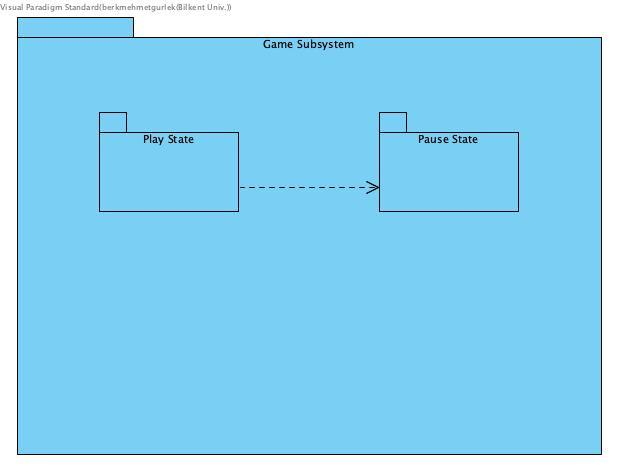 Visual Paradigm Standard(berkmehmetgurlek(Bilkent Univ.))
Game Subsystem
Play State
Pause State